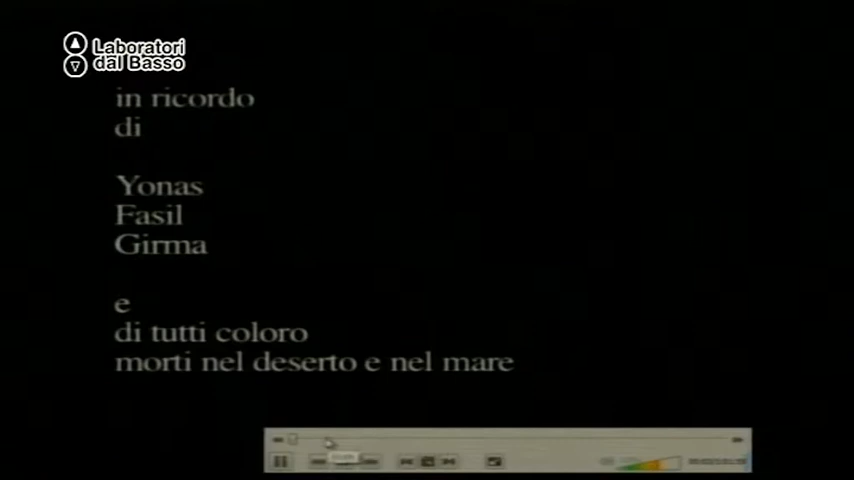 Laboratori
dal Basso
in ricordo
di
Yonas
Fasil
Girma
e
di tutti coloro
morti nel deserto e nel mare